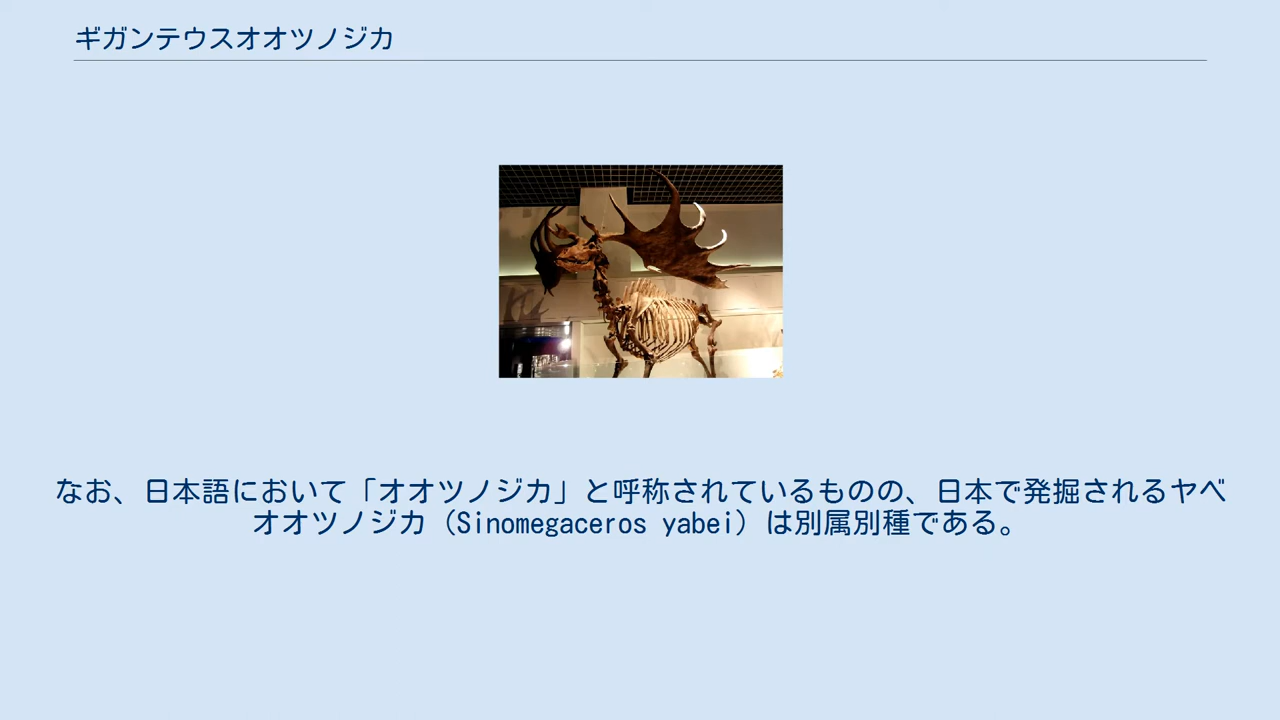 ギガンテウスオオツノジカ
なお、日本語において「オオツノジカ」と呼称されているものの、日本で発掘されるヤベ
オオツノジカ（Sinomegaceros yabei）は別属別種である。